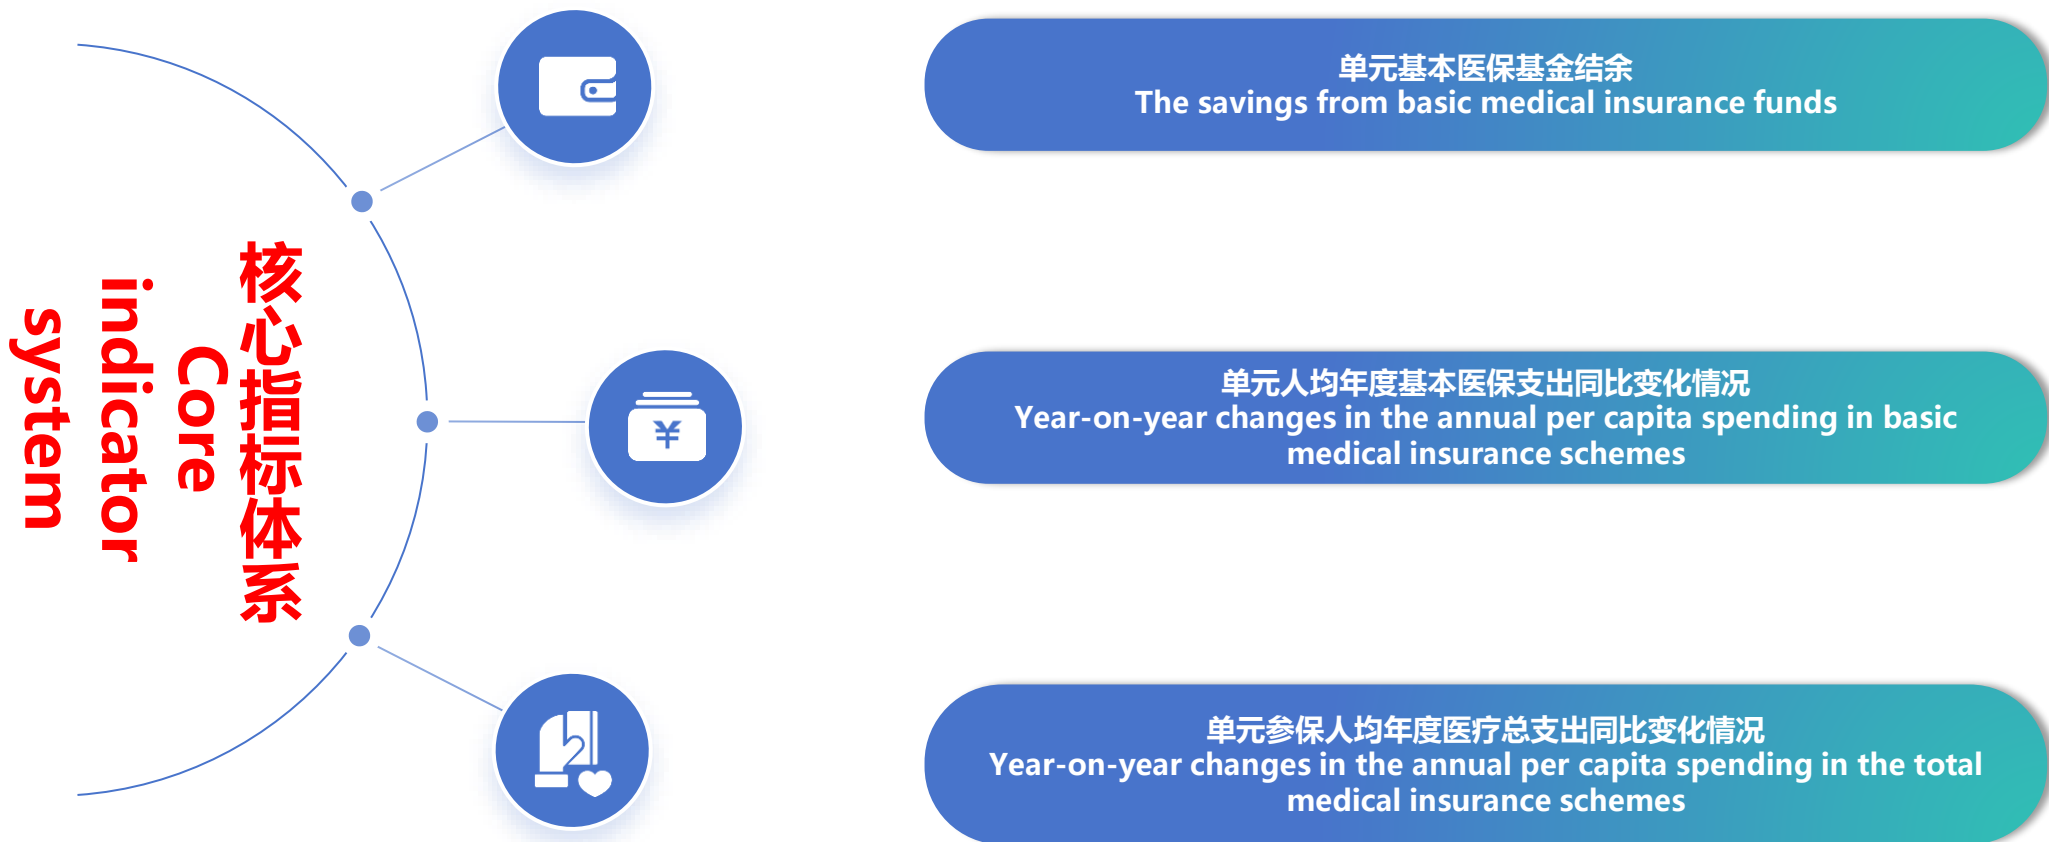 核心指标体系
Core
indicator
system
单元基本医保基金结余
The savings from basic medical insurance funds
单元人均年度基本医保支出同比变化情况
Year-on-year changes in the annual per capita spending in basic
medical insurance schemes
单元参保人均年度医疗总支出同比变化情况
Year-on-year changes in the annual per capita spending in the total
medical insurance schemes